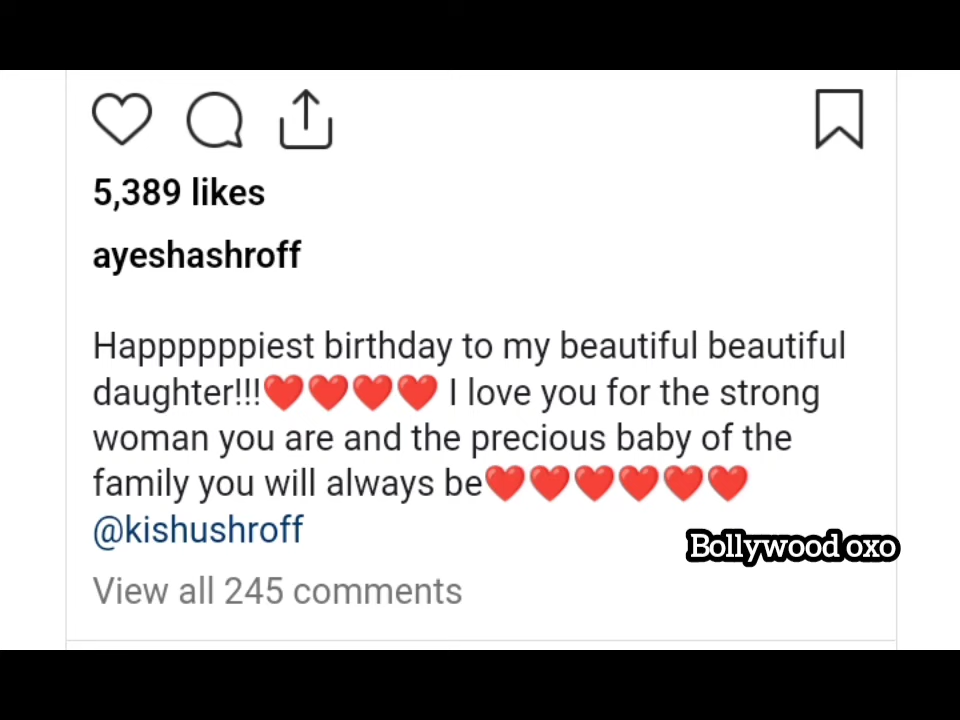 5,389 likes
ayeshashroff
Happppppiest birthday to my beautiful beautiful
daughter!!!❤️❤️❤️❤️ I love you for the strong
woman you are and the precious baby of the
family you will always be❤️❤️❤️❤️❤️❤️
@kishushroff
Bollywood oxo
View all 245 comments